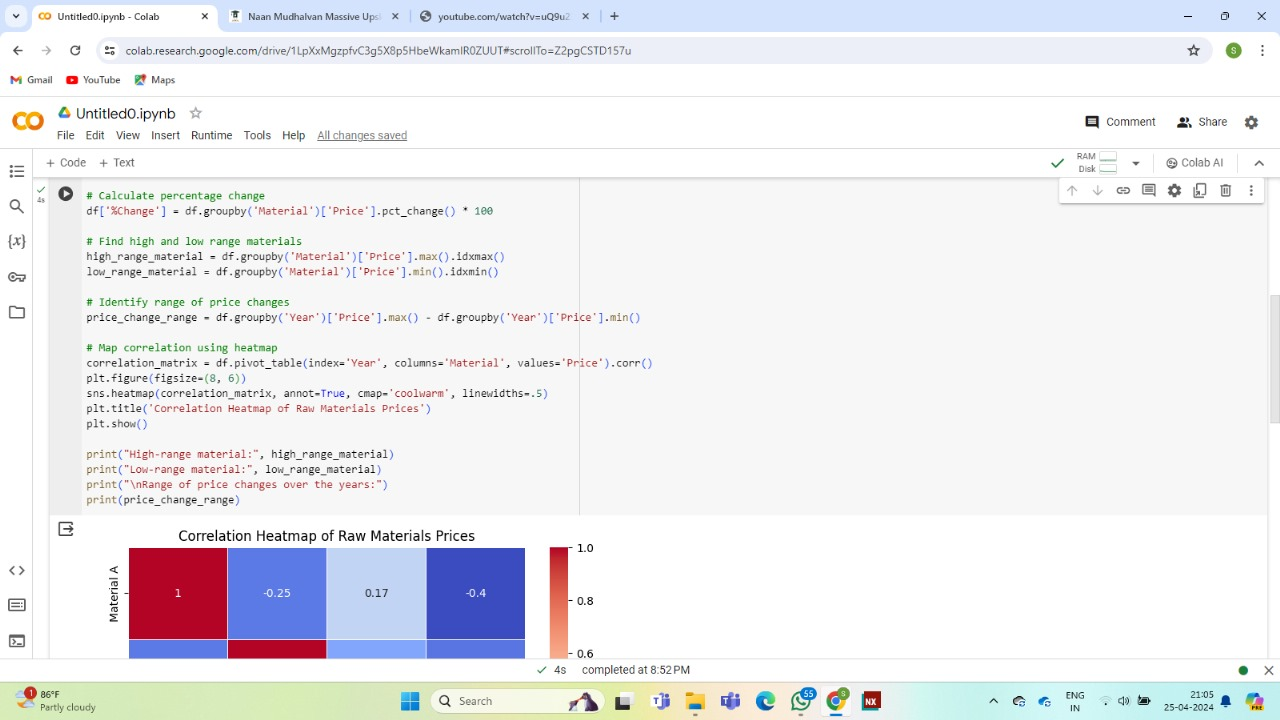 Untitled0.ipynb - Colab
Naan Mudhalvan Massive Ups
youtube.com/watch?v=uQ9u2
colab.research.google.com/drive/1LpXxMgzpfvC3g5X8p5HbeWkamlR0ZUUT#scrollTo=Z2pgCSTD157u
S
Gmail YouTube Maps
Untitled0.ipynb
File Edit View Insert Runtime Tools Help All changes saved
Comment Share
+ Code + Text
RAM
Disk
Colab AI
4s
# Calculate percentage change
df['%Change'] = df.groupby('Material')['Price'].pct_change() * 100
# Find high and low range materials
high_range_material = df.groupby('Material')['Price'].max().idxmax()
low_range_material = df.groupby('Material')['Price'].min().idxmin()
# Identify range of price changes
price_change_range = df.groupby('Year')['Price'].max() - df.groupby('Year')['Price'].min()
# Map correlation using heatmap
correlation_matrix = df.pivot_table(index='Year', columns='Material', values='Price').corr()
plt.figure(figsize=(8, 6))
sns.heatmap(correlation_matrix, annot=True, cmap='coolwarm', linewidths=.5)
plt.title('Correlation Heatmap of Raw Materials Prices')
plt.show()
print("High-range material:", high_range_material)
print("Low-range material:", low_range_material)
print("\nRange of price changes over the years:")
print(price_change_range)
Correlation Heatmap of Raw Materials Prices
Material A
1 -0.25 0.17 -0.4
1.0
0.8
0.6
4s completed at 8:52 PM
1
86°F
Partly cloudy
Search
55
S
NX
ENG
IN
21:05
25-04-2024
PRE